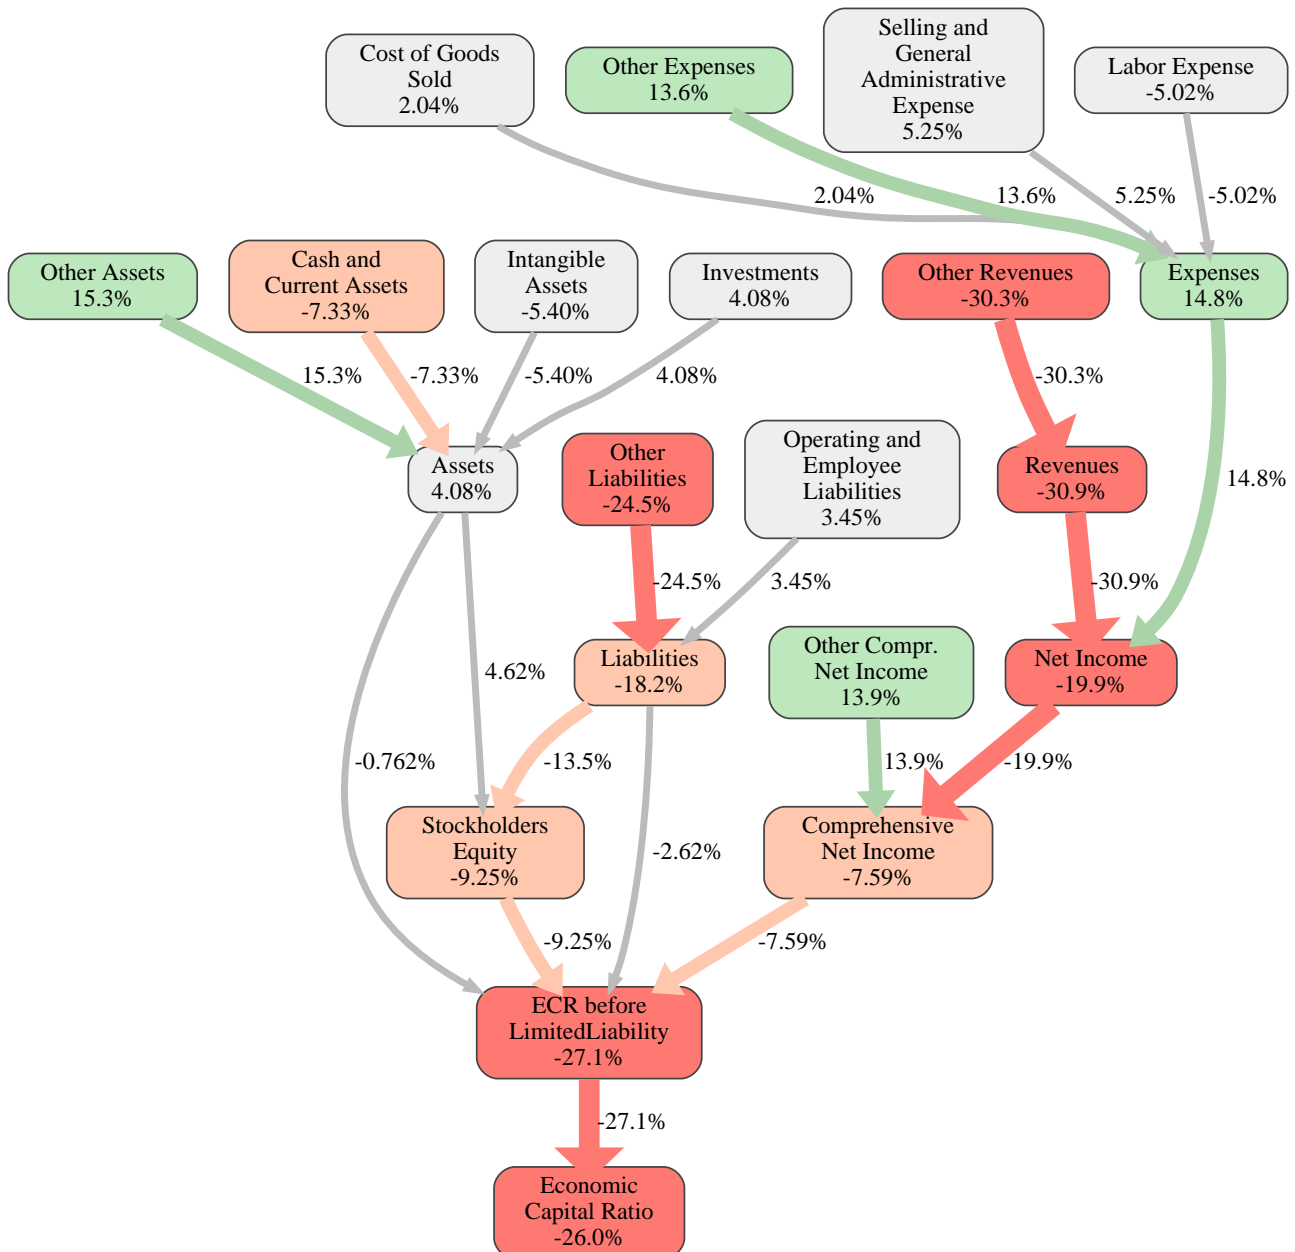 Cost of Goods
Sold
2.04%
Other Expenses
13.6%
Selling and
General
Administrative
Expense
5.25%
Labor Expense
-5.02%
2.04%
13.6%
5.25%
-5.02%
Other Assets
15.3%
Cash and
Current Assets
-7.33%
Intangible
Assets
-5.40%
Investments
4.08%
Other Revenues
-30.3%
Expenses
14.8%
15.3%
-7.33%
-5.40%
4.08%
-30.3%
Assets
4.08%
Other
Liabilities
-24.5%
Operating and
Employee
Liabilities
3.45%
Revenues
-30.9%
14.8%
-24.5%
3.45%
-30.9%
4.62%
Liabilities
-18.2%
Other Compr.
Net Income
13.9%
Net Income
-19.9%
-0.762%
-13.5%
13.9%
-19.9%
Stockholders
Equity
-9.25%
-2.62%
Comprehensive
Net Income
-7.59%
-9.25%
-7.59%
ECR before
LimitedLiability
-27.1%
-27.1%
Economic
Capital Ratio
-26.0%